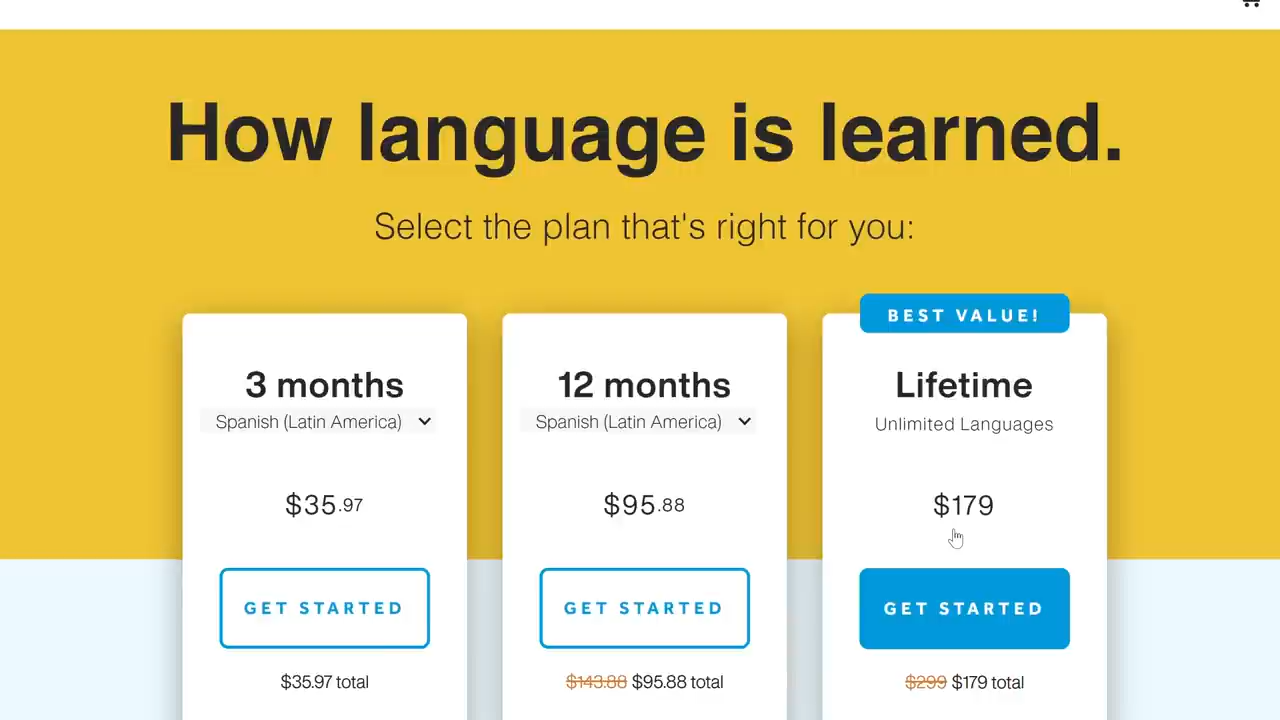 How language is learned.
Select the plan that's right for you:
3 months
Spanish (Latin America)
$35.97
GET STARTED
$35.97 total
12 months
Spanish (Latin America)
$95.88
GET STARTED
$143.88 $95.88 total
BEST VALUE!
Lifetime
Unlimited Languages
$179
GET STARTED
$299 $179 total